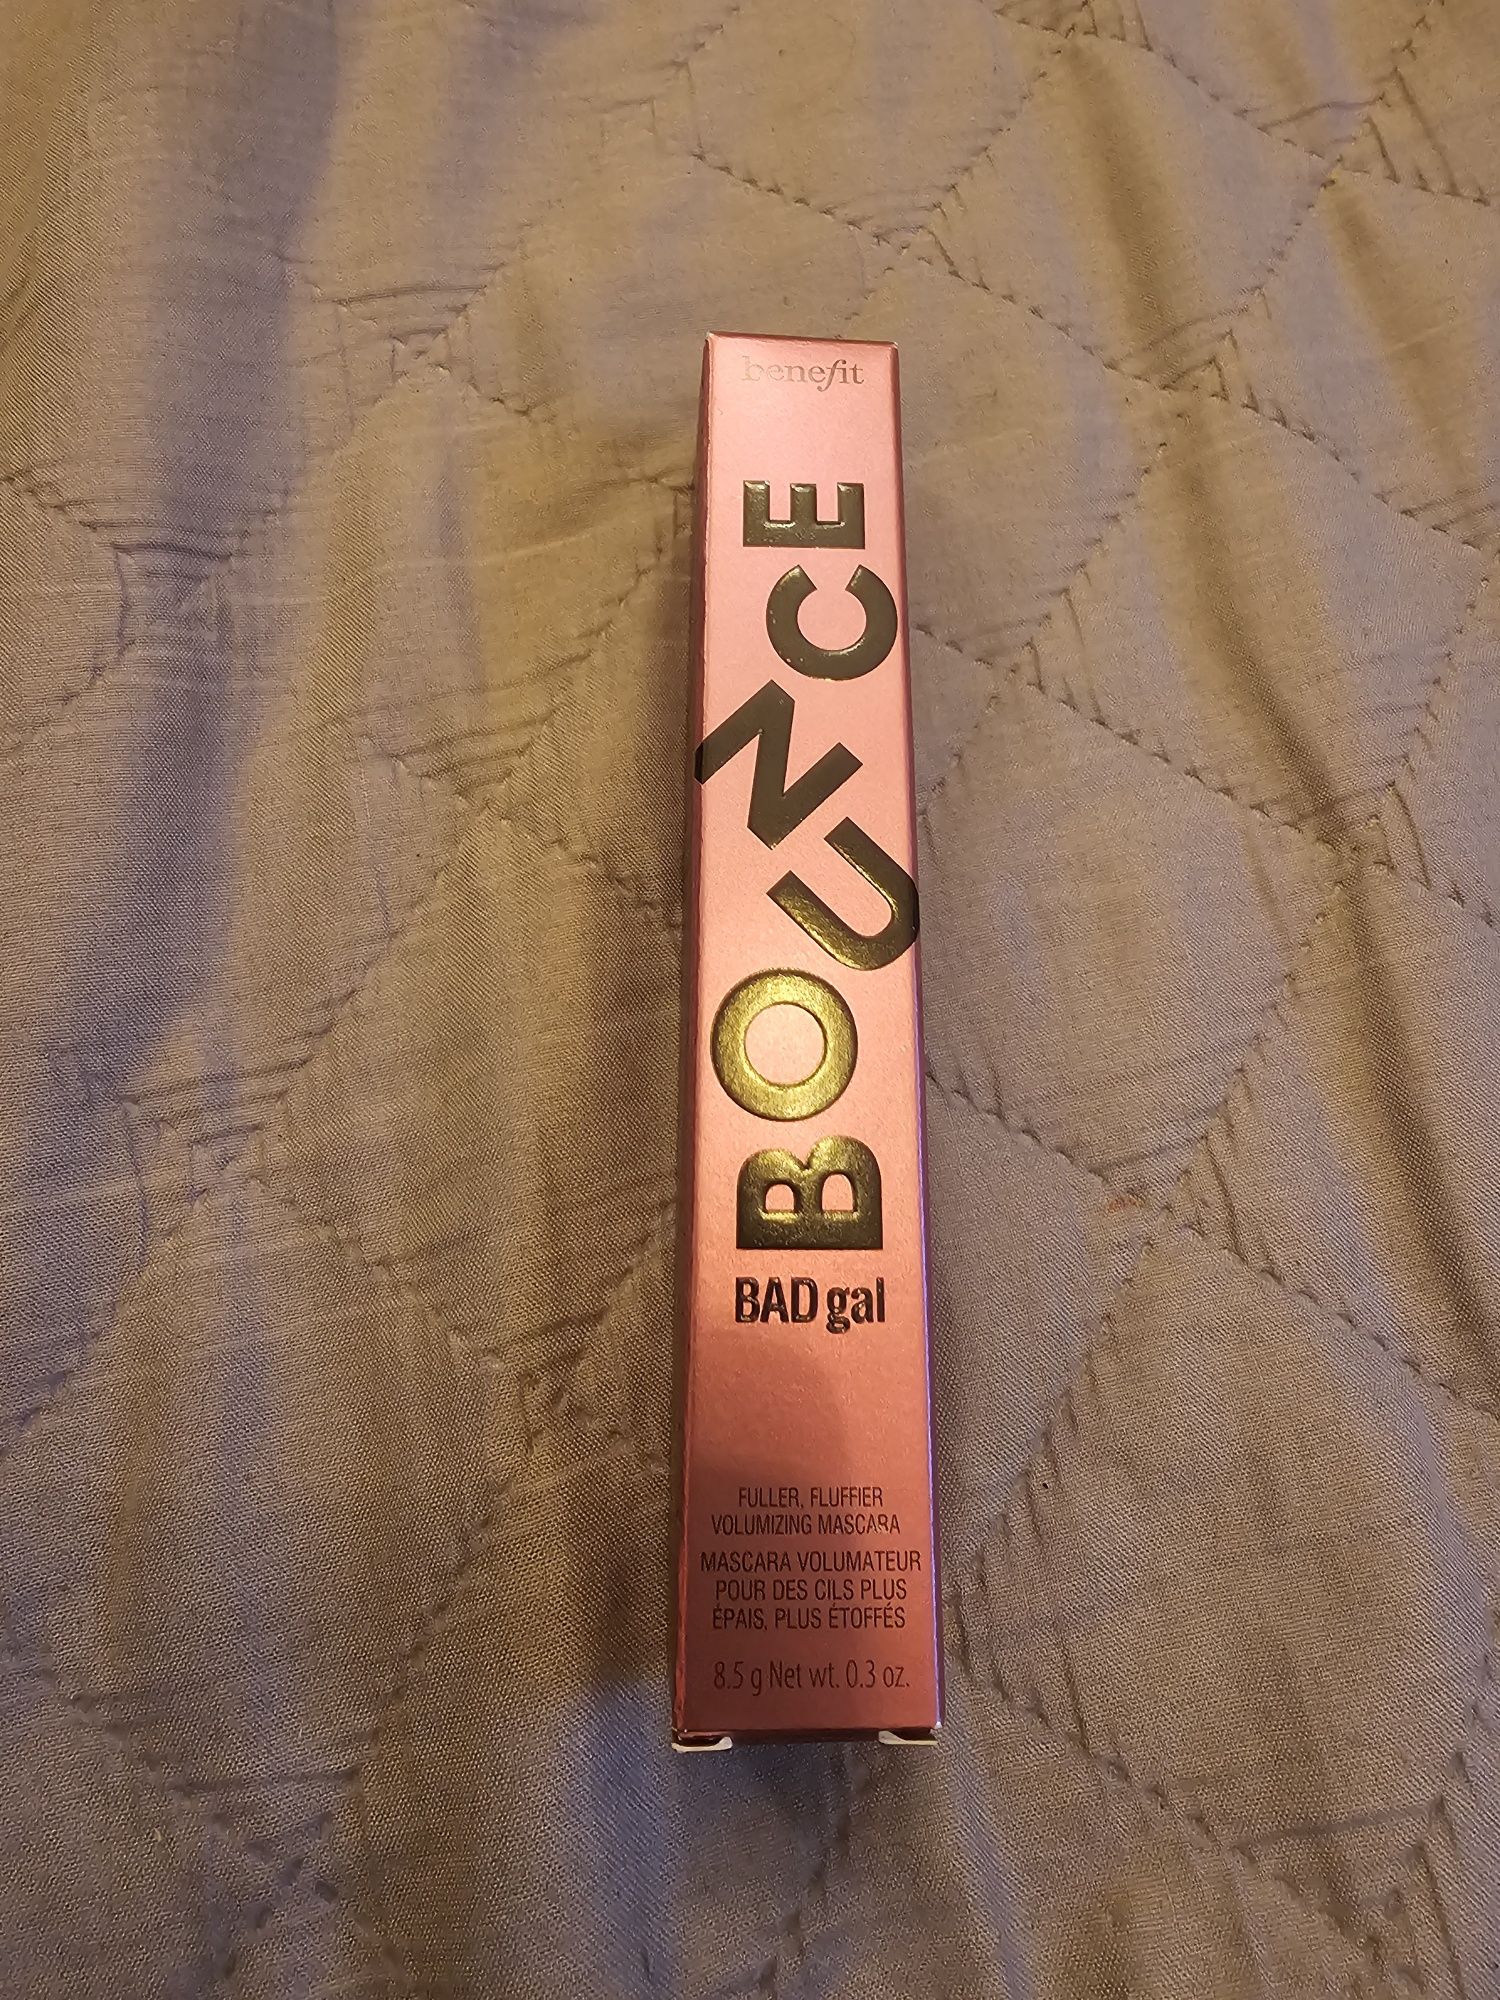 benefit
BOUNCE
BAD gal
FULLER, FLUFFIER
VOLUMIZING MASCARA
MASCARA VOLUMATEUR
POUR DES CILS PLUS
ÉPAIS, PLUS ÉTOFFÉS
8.5 g Net wt. 0.3 oz.